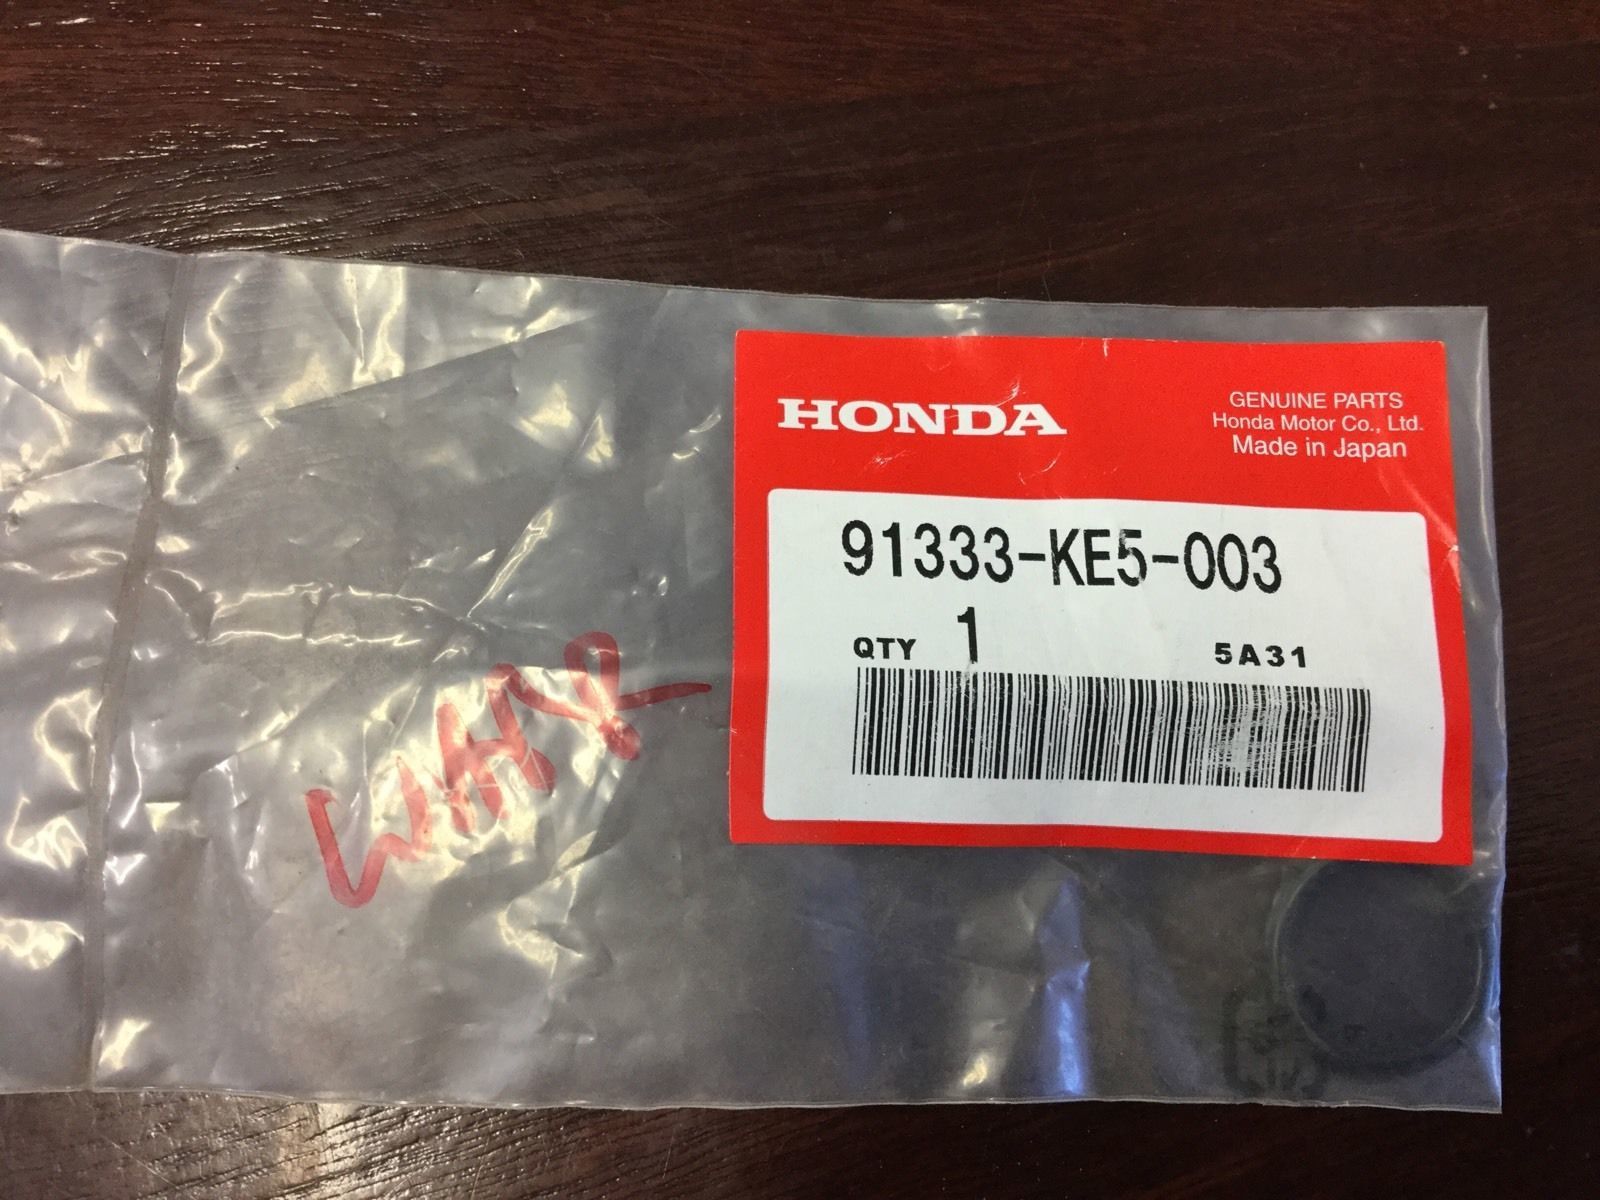 HONDA
GENUINE PARTS
Honda Motor Co., Ltd.
Made in Japan
91333-KE5-003
QTY 1 5A31